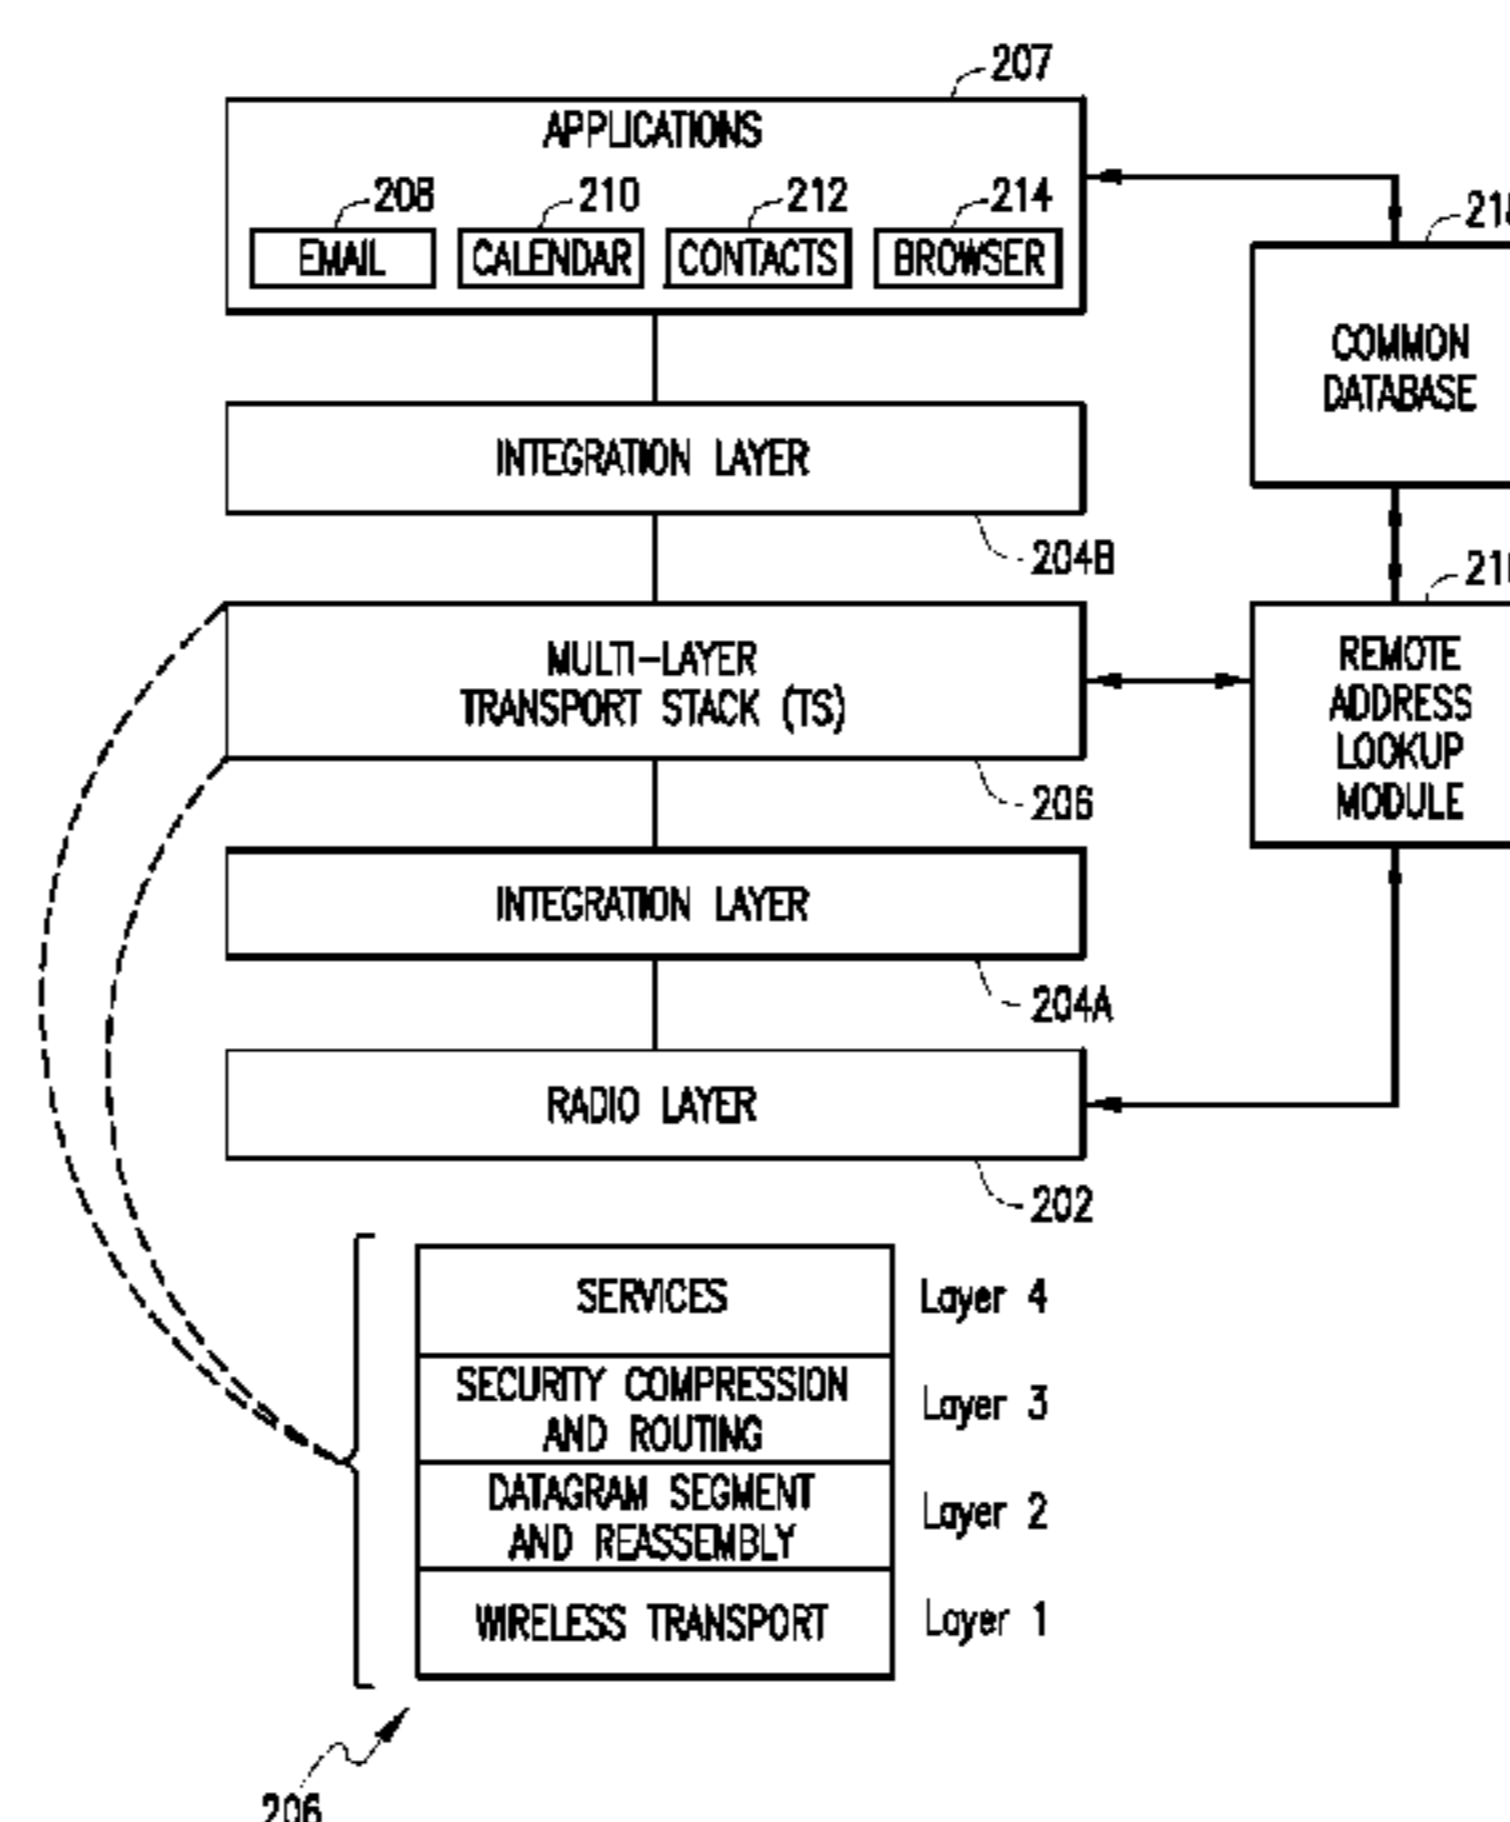 207
APPLICATIONS
208
210
212
214
EMAIL
CALENDAR
CONTACTS
BROWSER
COMMON
DATABASE
INTEGRATION LAYER
204B
MULTI-LAYER
TRANSPORT STACK (TS)
206
REMOTE
ADDRESS
LOOKUP
MODULE
INTEGRATION LAYER
204A
RADIO LAYER
202
SERVICES
Layer 4
SECURITY COMPRESSION
AND ROUTING
Layer 3
DATAGRAM SEGMENT
AND REASSEMBLY
Layer 2
WIRELESS TRANSPORT
Layer 1
206